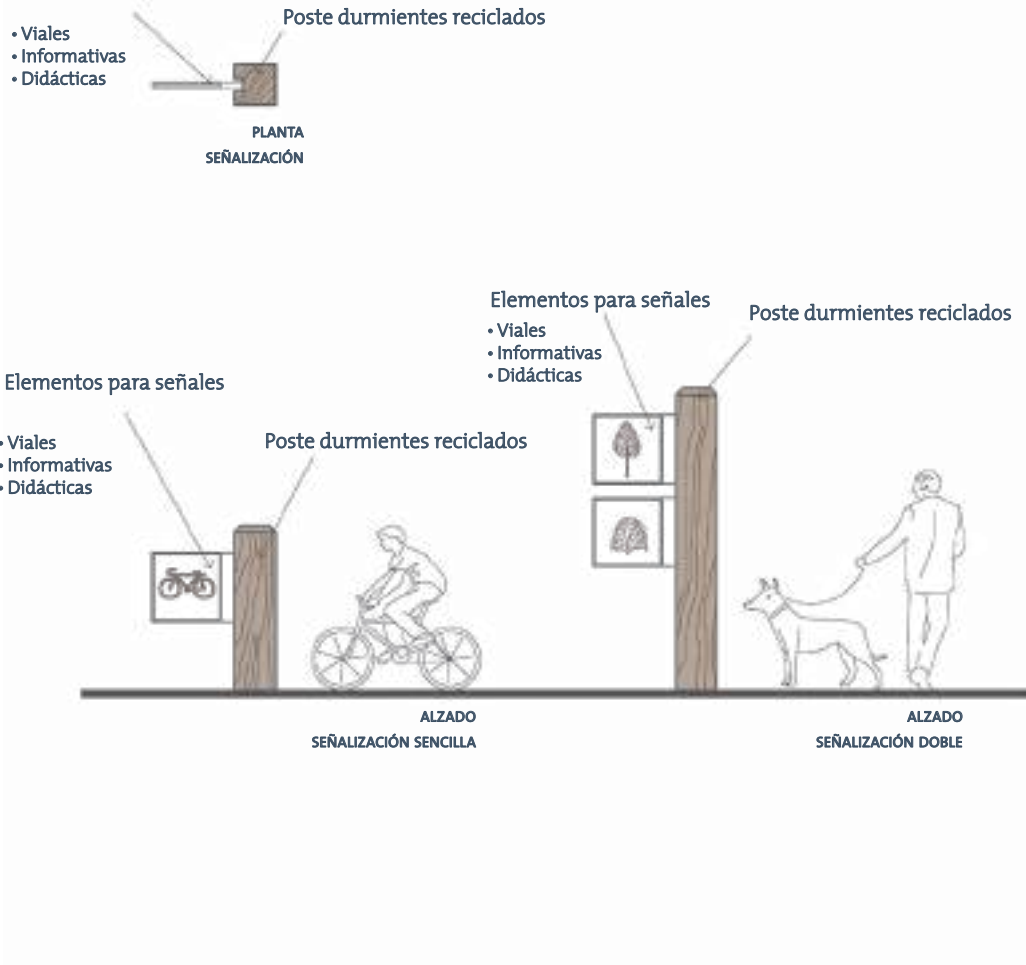 Poste durmientes reciclados
• Viales
• Informativas
• Didácticas
PLANTA
SEÑALIZACIÓN
Elementos para señales
• Viales
• Informativas
• Didácticas
Poste durmientes reciclados
Elementos para señales
• Viales
• Informativas
• Didácticas
Poste durmientes reciclados
ALZADO
SEÑALIZACIÓN SENCILLA
ALZADO
SEÑALIZACIÓN DOBLE